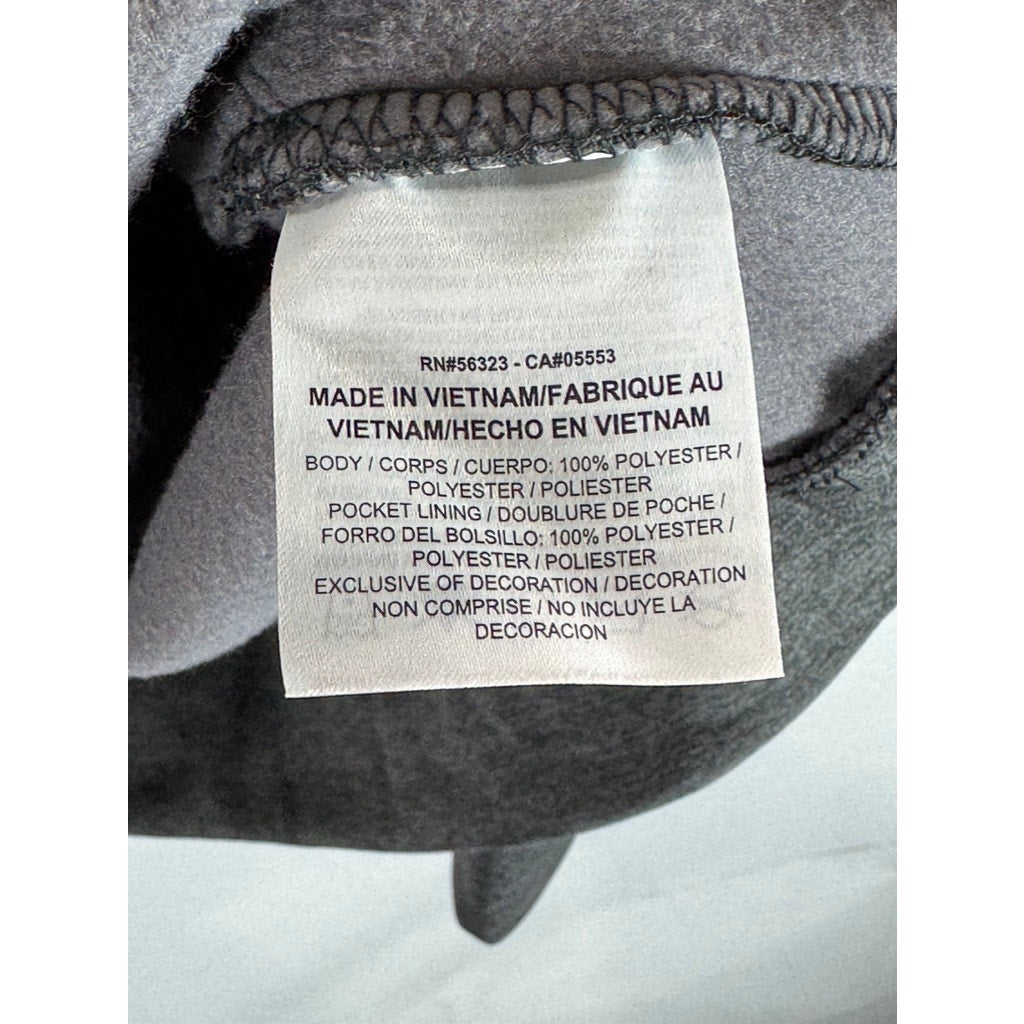 RN#56323 - CA#05553
MADE IN VIETNAM/FABRIQUE AU
VIETNAM/HECHO EN VIETNAM
BODY / CORPS / CUERPO: 100% POLYESTER /
POLYESTER / POLIESTER
POCKET LINING / DOUBLURE DE POCHE /
FORRO DEL BOLSILLO: 100% POLYESTER /
POLYESTER / POLIESTER
EXCLUSIVE OF DECORATION / DECORATION
NON COMPRISE / NO INCLUYE LA
DECORACION